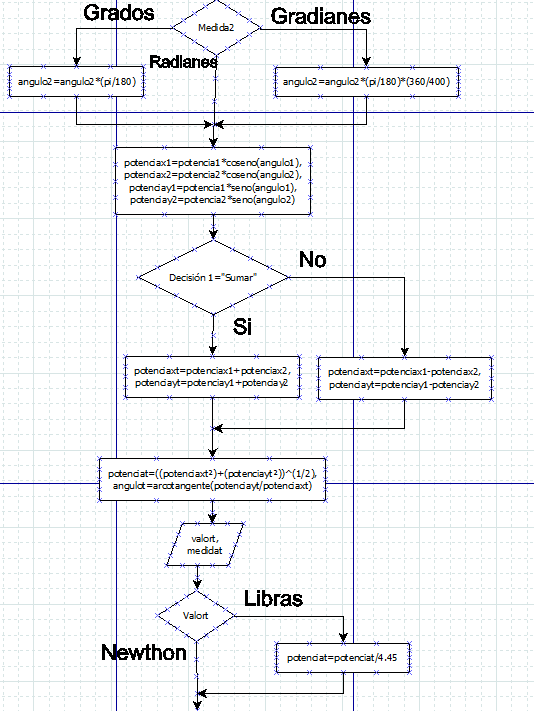 Grados
Medida2
Gradianes
Radianes
angulo2=angulo2*(pi/180)
angulo2=angulo2*(pi/180)*(360/400)
potenciax1=potencia1*coseno(angulo1),
potenciax2=potencia2*coseno(angulo2),
potenciay1=potencia1*seno(angulo1),
potenciay2=potencia2*seno(angulo2)
Decisión 1="Sumar"
No
Si
potenciaxt=potenciax1+potenciax2,
potenciayt=potenciay1+potenciay2
potenciaxt=potenciax1-potenciax2,
potenciayt=potenciay1-potenciay2
potenciat=((potenciaxt²)+(potenciayt²))^(1/2),
angulot=arcotangente(potenciayt/potenciaxt)
valort,
medidat
Valort
Libras
Newthon
potenciat=potenciat/4.45